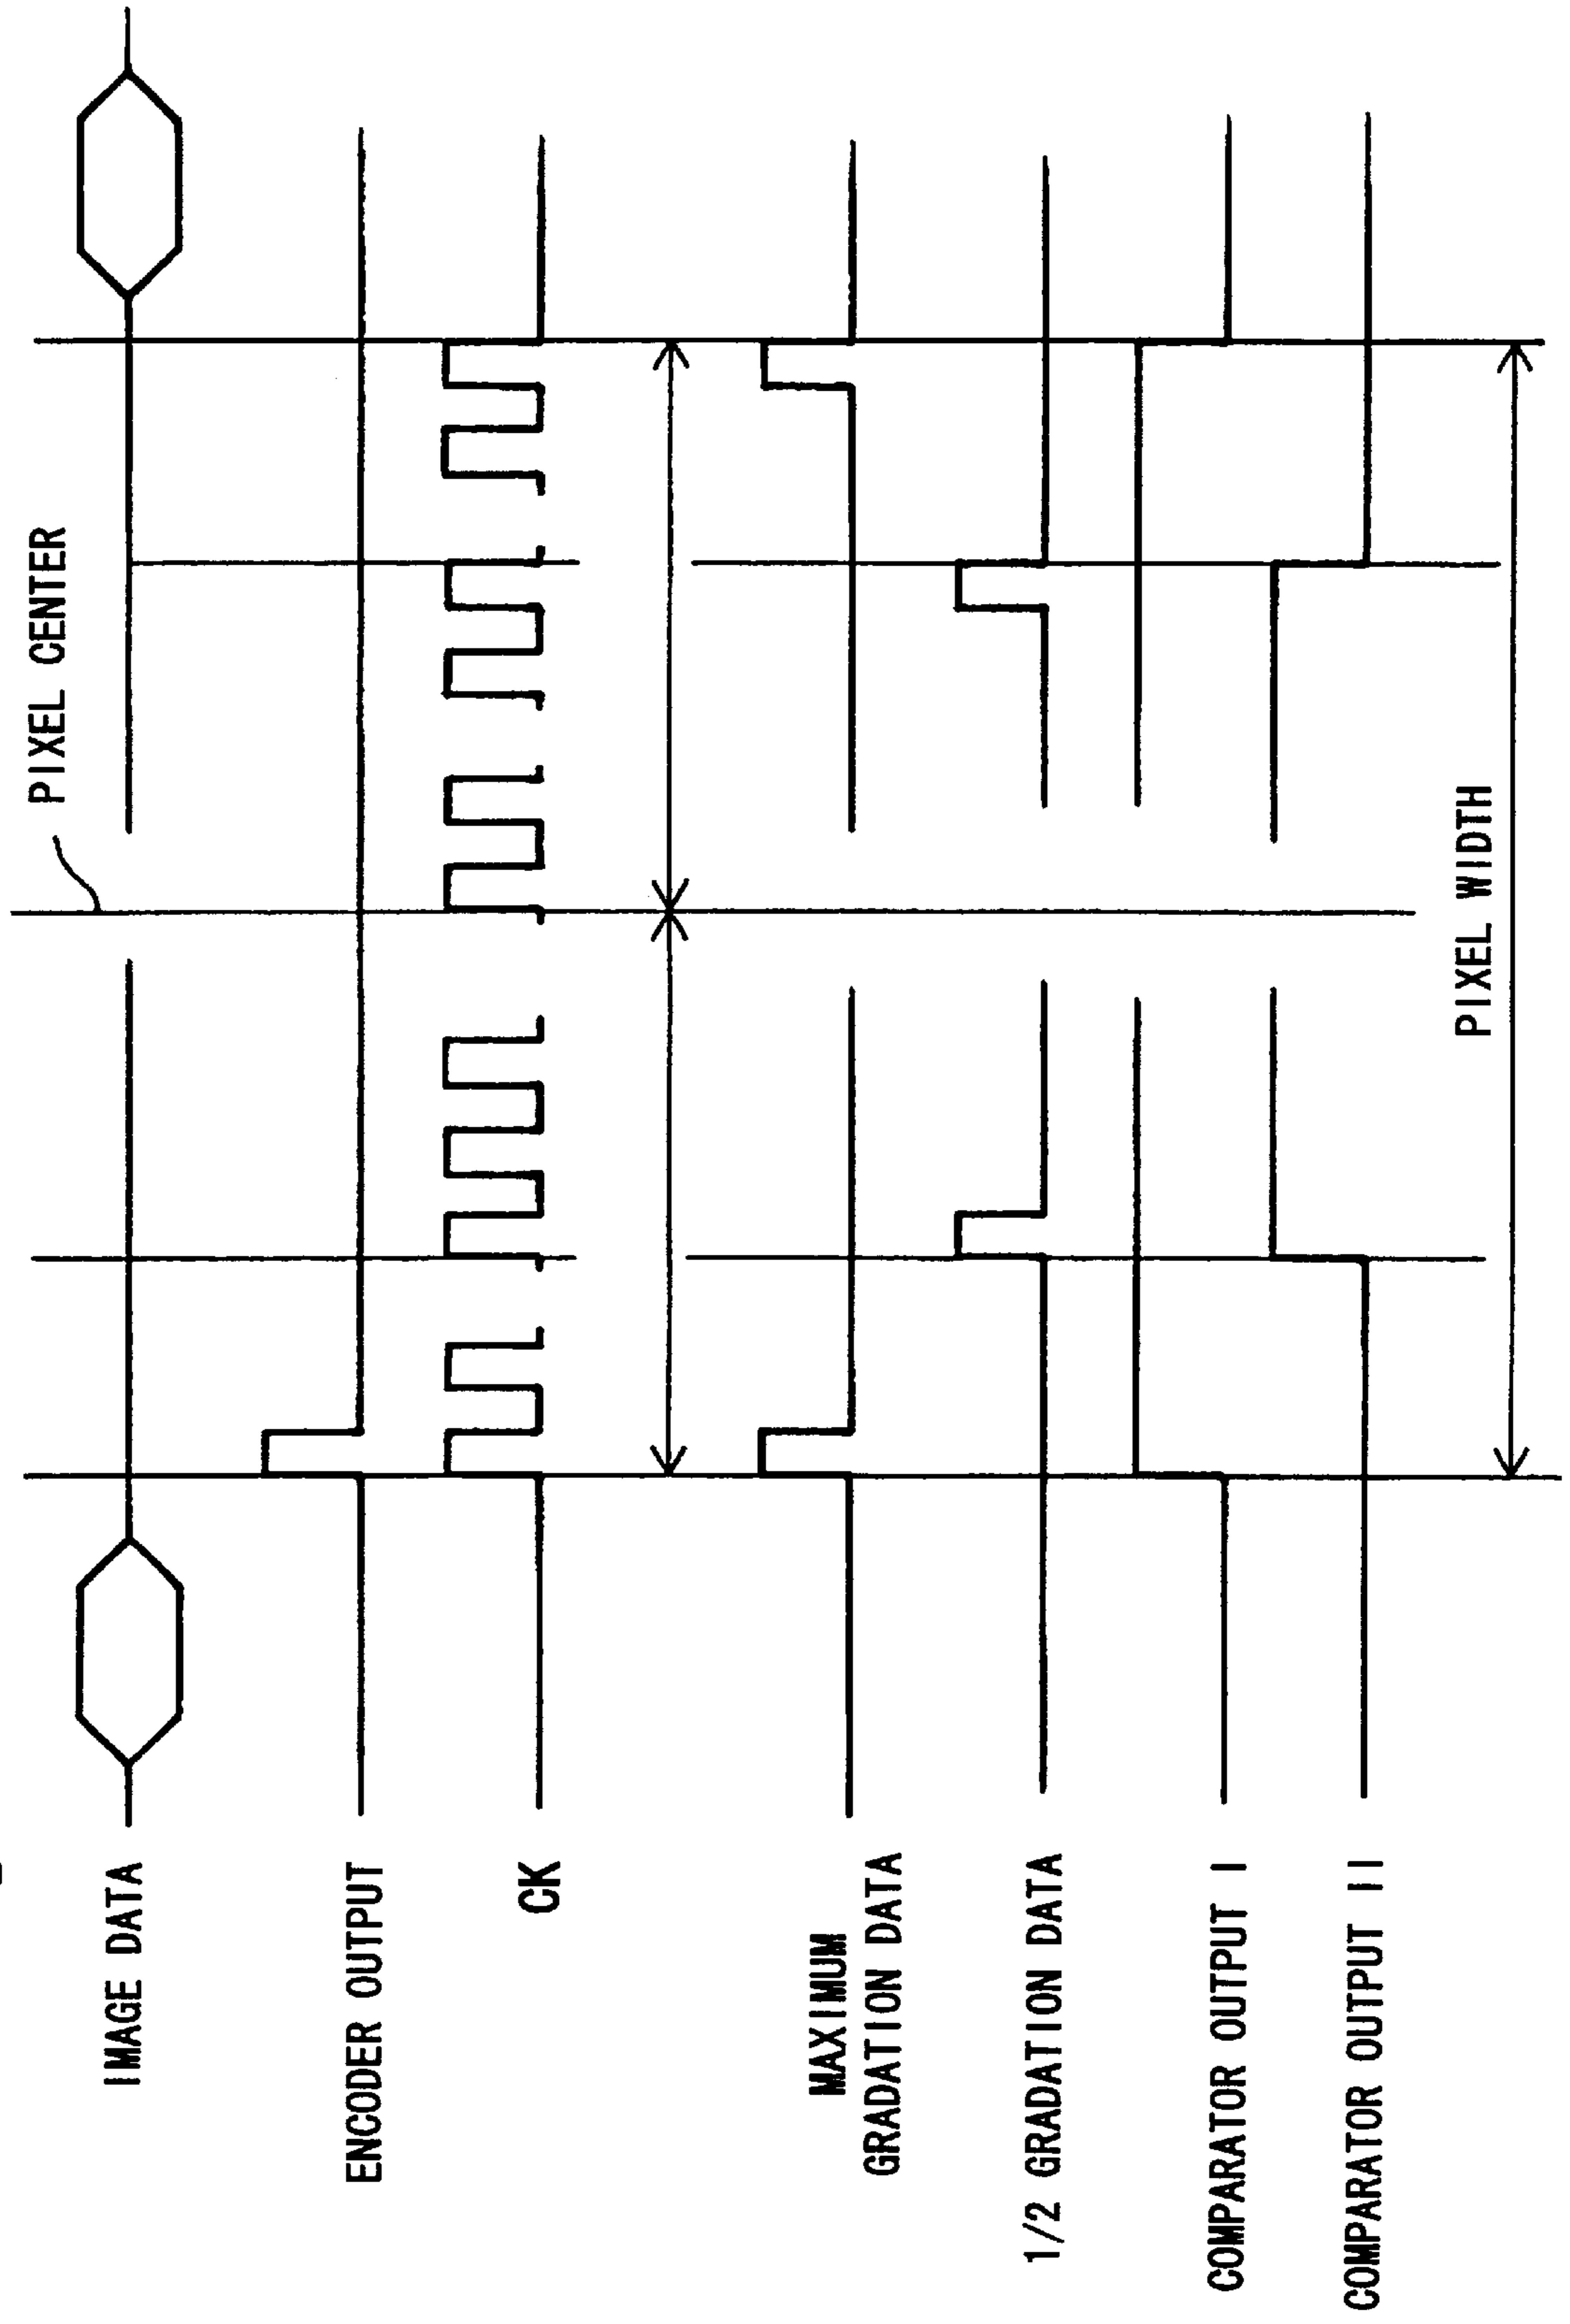 PIXEL CENTER
IMAGE DATA
ENCODER OUTPUT
CK
MAXIMUM
GRADATION DATA
1/2 GRADATION DATA
COMPARATOR OUTPUT I
COMPARATOR OUTPUT II
PIXEL WIDTH